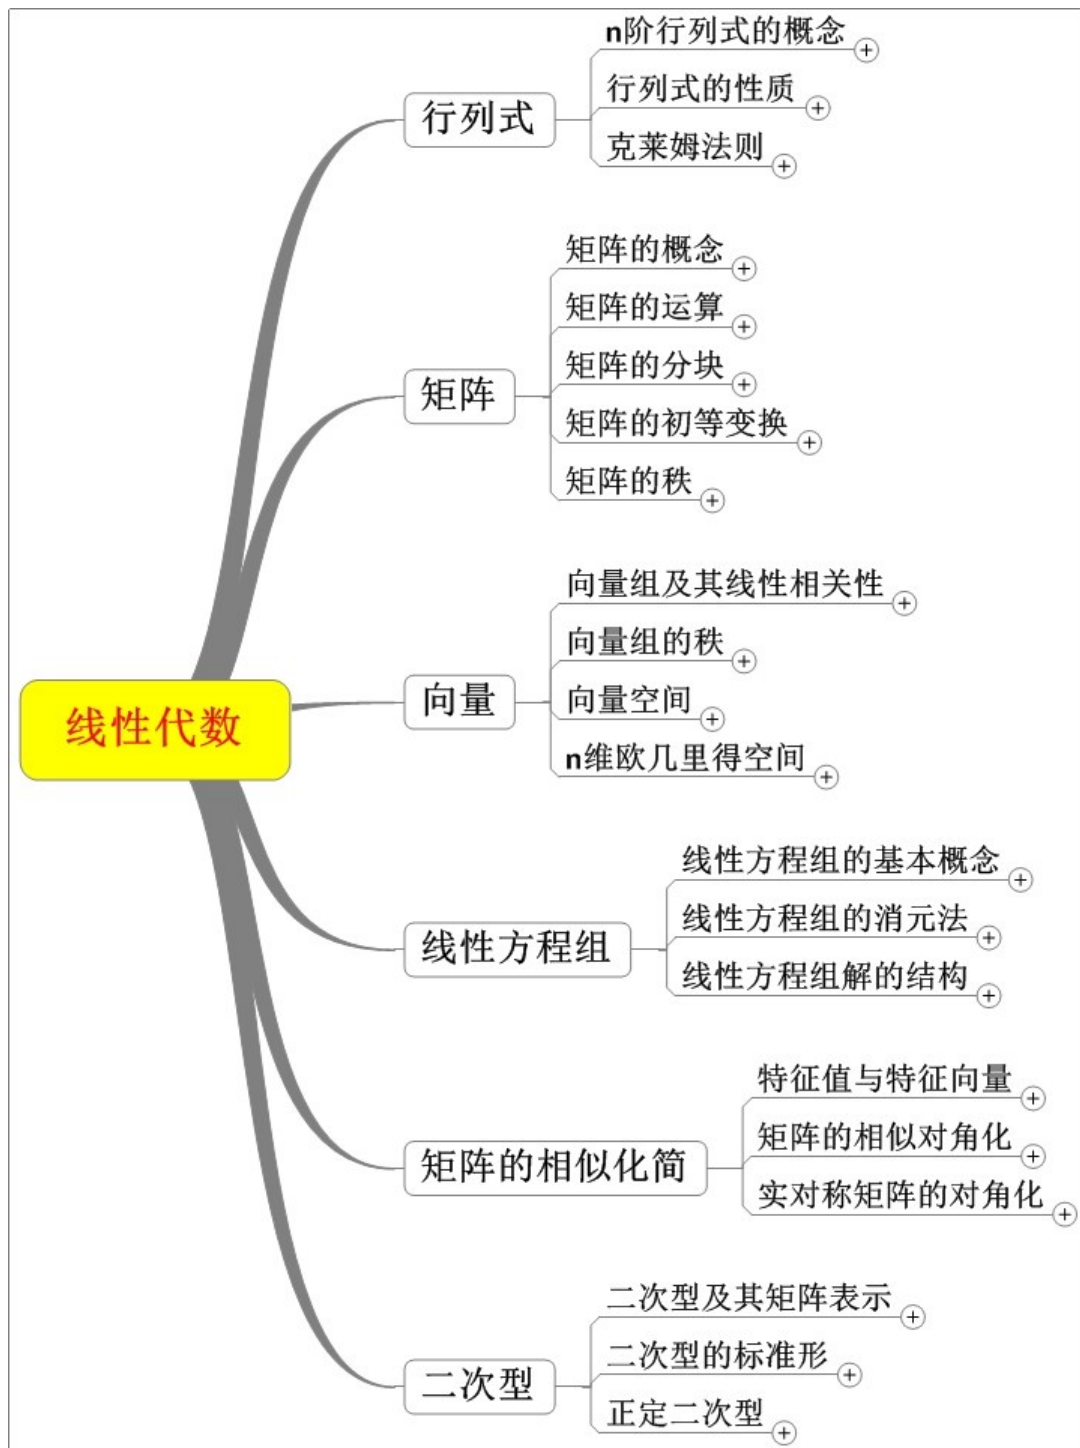 线性代数
行列式
n阶行列式的概念
行列式的性质
克莱姆法则
矩阵
矩阵的概念
矩阵的运算
矩阵的分块
矩阵的初等变换
矩阵的秩
向量
向量组及其线性相关性
向量组的秩
向量空间
n维欧几里得空间
线性方程组
线性方程组的基本概念
线性方程组的消元法
线性方程组解的结构
矩阵的相似化简
特征值与特征向量
矩阵的相似对角化
实对称矩阵的对角化
二次型
二次型及其矩阵表示
二次型的标准形
正定二次型